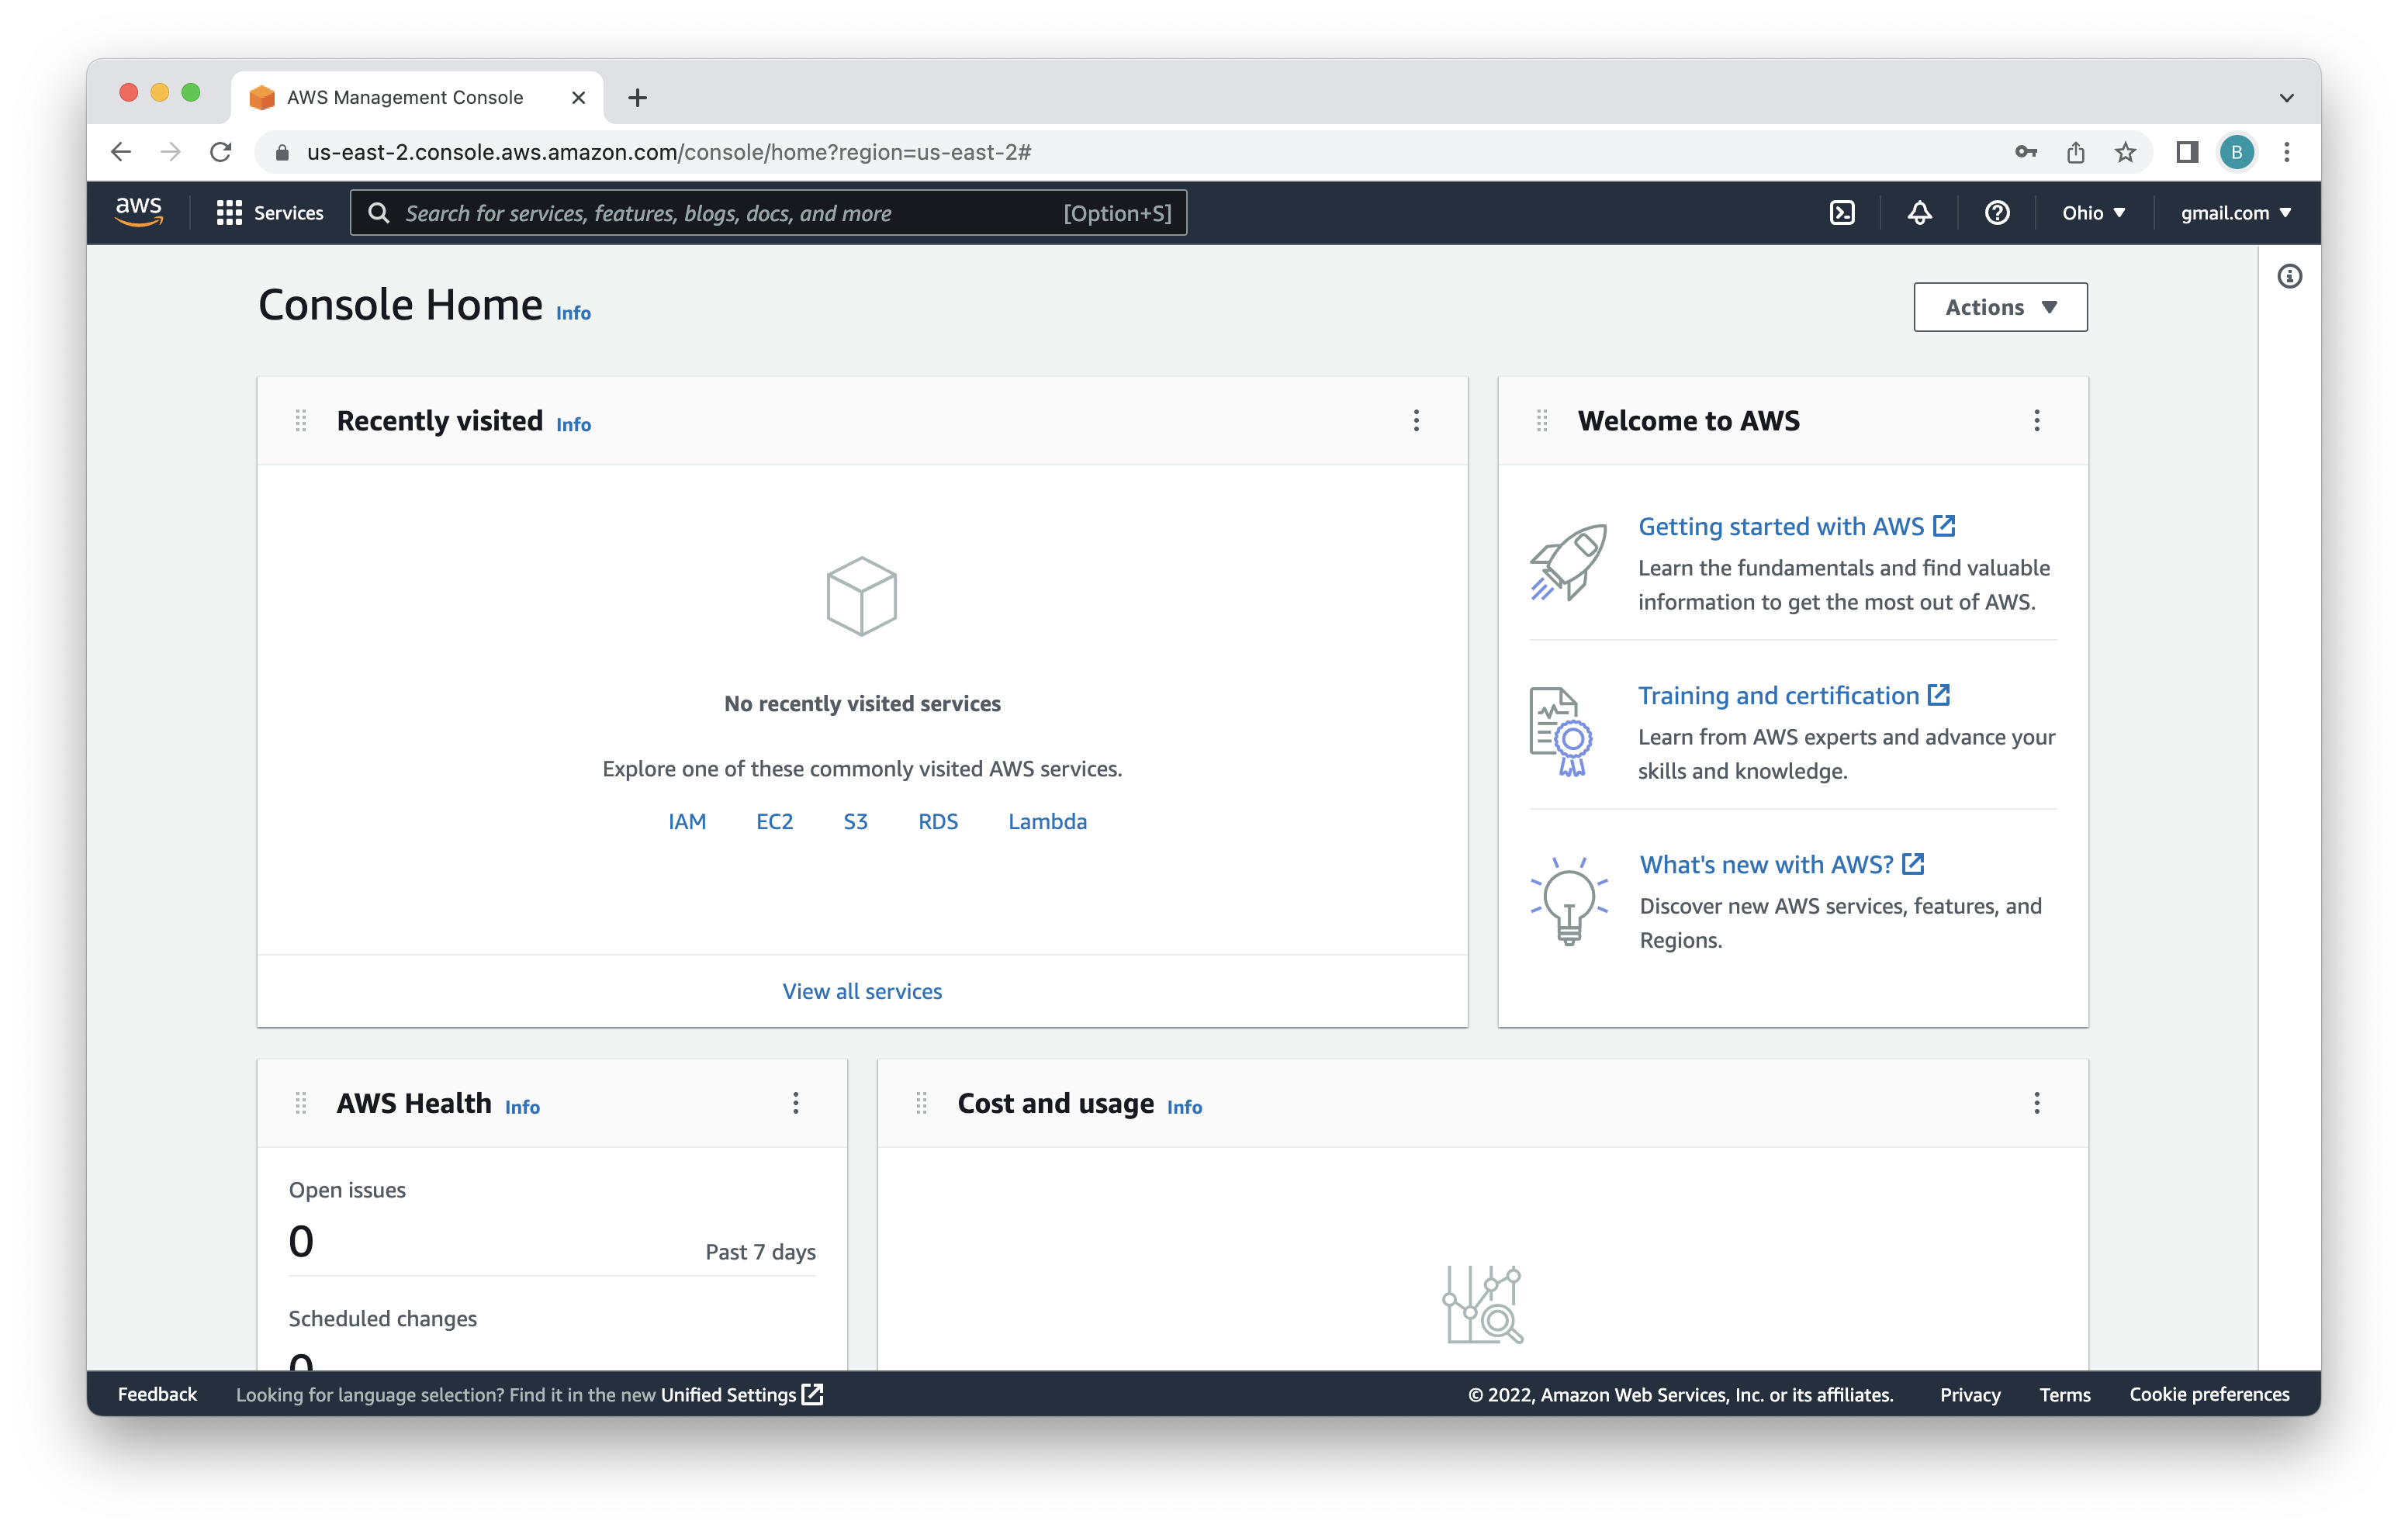 AWS Management Console
us-east-2.console.aws.amazon.com/console/home?region=us-east-2#
B
aws
Services
Search for services, features, blogs, docs, and more
[Option+S]
Ohio
gmail.com
Console Home Info
Actions
Recently visited Info
No recently visited services
Explore one of these commonly visited AWS services.
IAM EC2 S3 RDS Lambda
View all services
Welcome to AWS
Getting started with AWS
Learn the fundamentals and find valuable
information to get the most out of AWS.
Training and certification
Learn from AWS experts and advance your
skills and knowledge.
What's new with AWS?
Discover new AWS services, features, and
Regions.
AWS Health Info
Open issues
0
Past 7 days
Scheduled changes
0
Cost and usage Info
Feedback
Looking for language selection? Find it in the new Unified Settings
© 2022, Amazon Web Services, Inc. or its affiliates.
Privacy
Terms
Cookie preferences